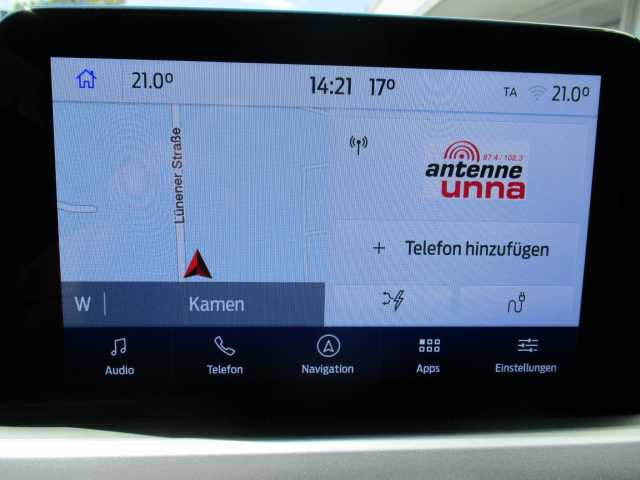 21.0° 14:21 17° TA 21.0°
Lünener Straße
87.4 / 102.3
antenne
unna
+ Telefon hinzufügen
W | Kamen
Audio Telefon Navigation Apps Einstellungen